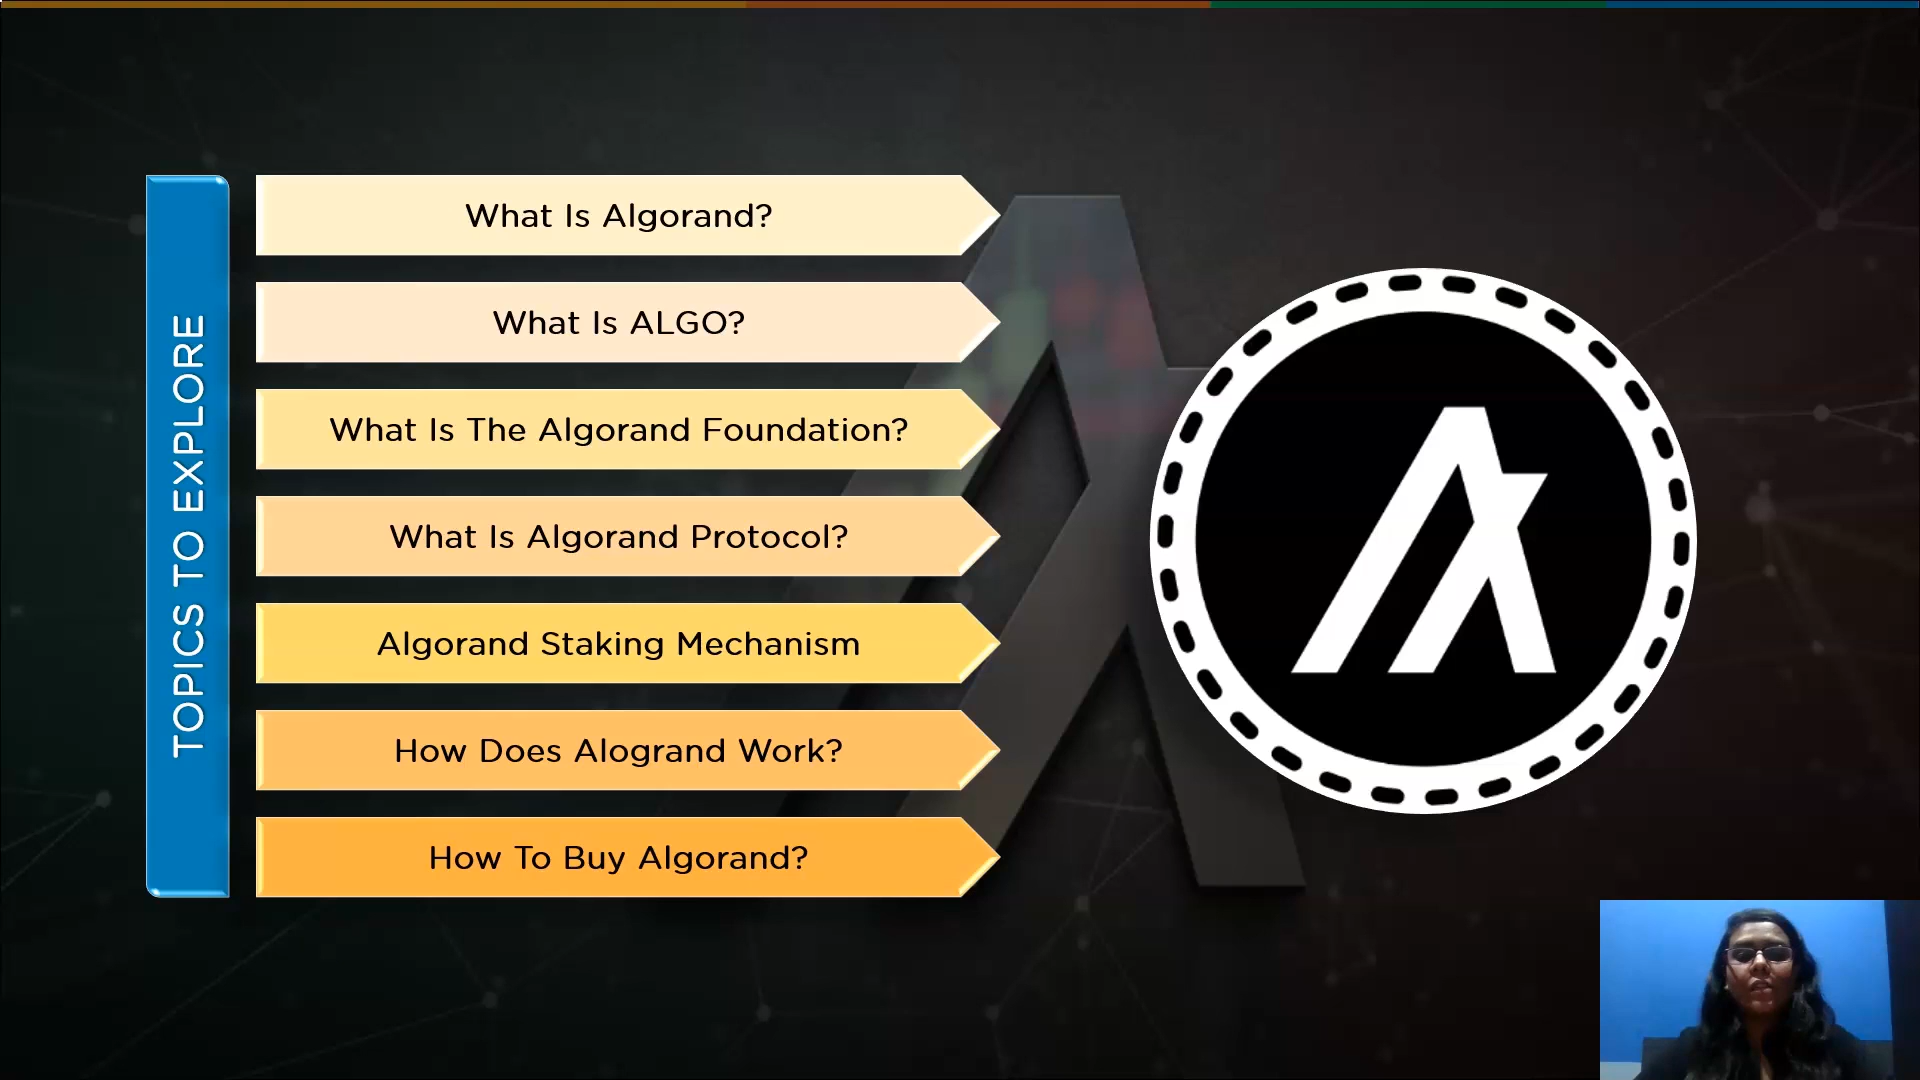 TOPICS TO EXPLORE
What Is Algorand?
What Is ALGO?
What Is The Algorand Foundation?
What Is Algorand Protocol?
Algorand Staking Mechanism
How Does Alogrand Work?
How To Buy Algorand?